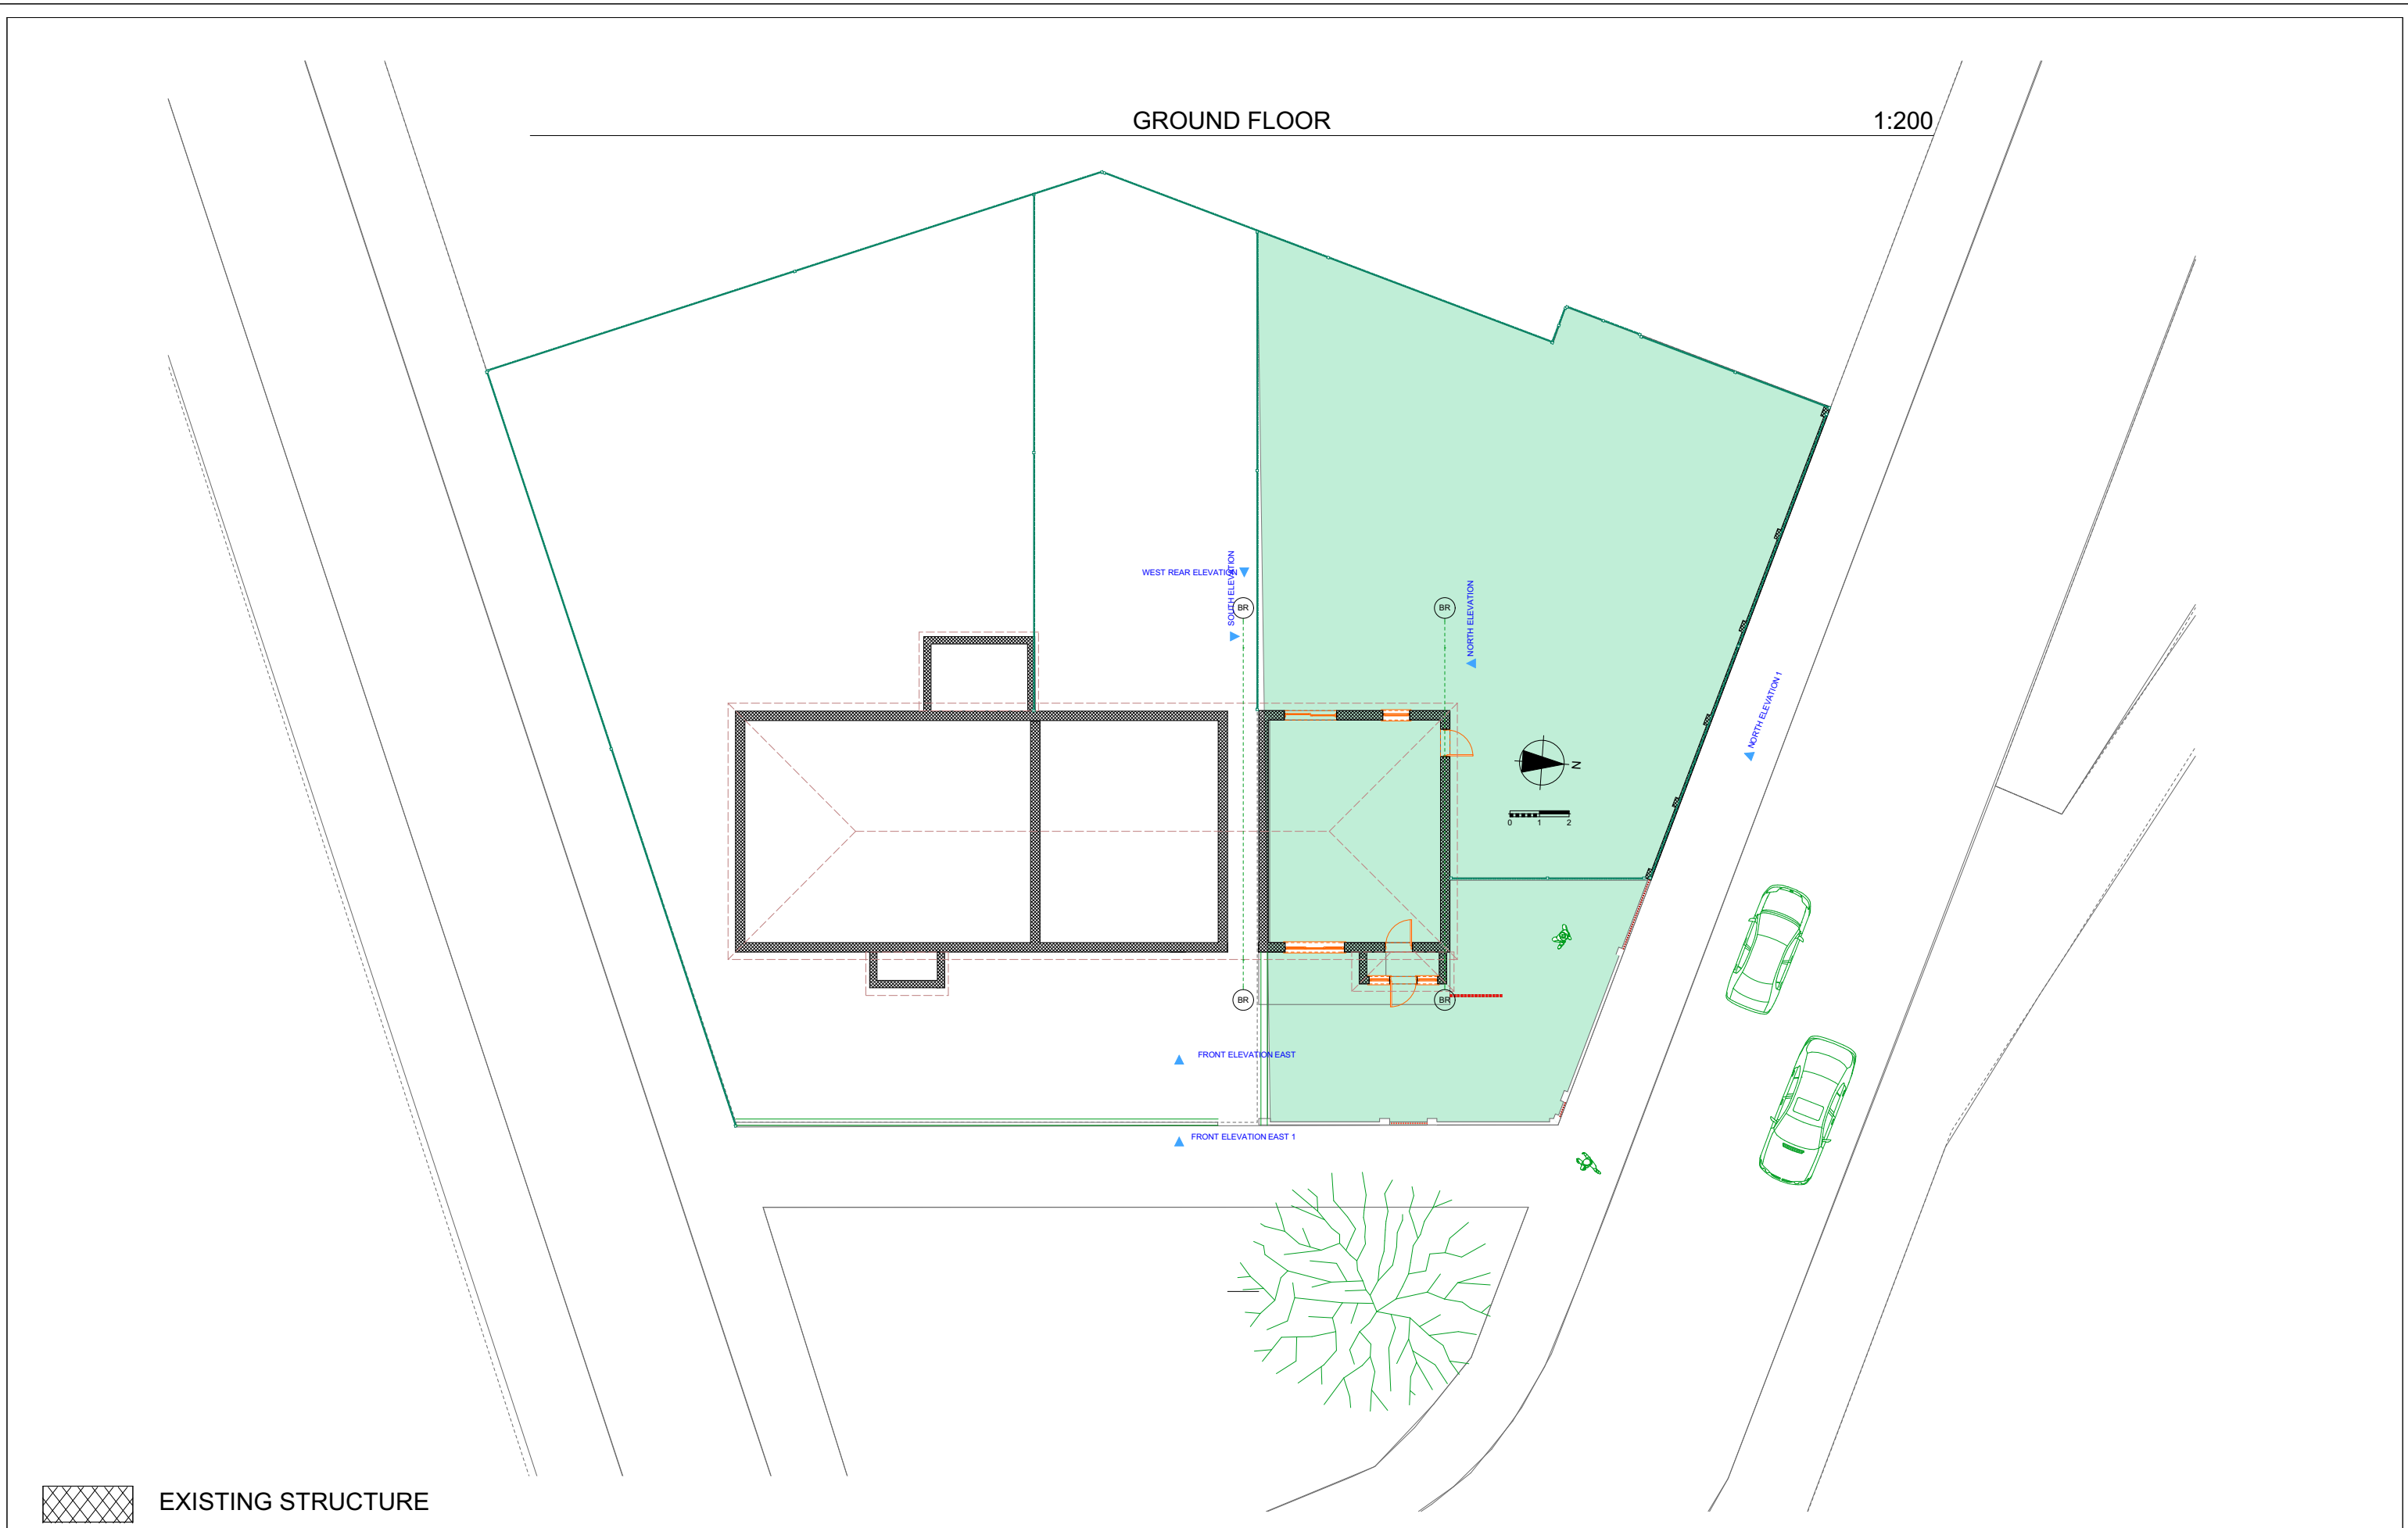 GROUND FLOOR 1:200
WEST REAR ELEVATION
SOUTH ELEVATION
BR
BR
NORTH ELEVATION
NORTH ELEVATION 1
N
0 1 2
BR
BR
FRONT ELEVATION EAST
FRONT ELEVATION EAST 1
EXISTING STRUCTURE